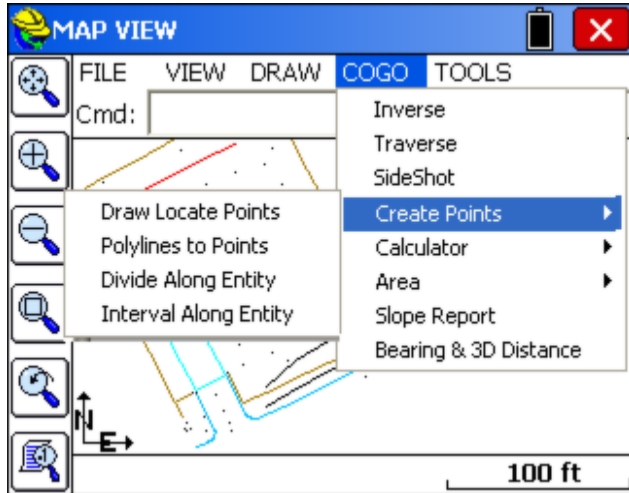 MAP VIEW
FILE VIEW DRAW COGO TOOLS
Cmd:
Inverse
Traverse
SideShot
Create Points
Calculator
Area
Slope Report
Bearing & 3D Distance
Draw Locate Points
Polylines to Points
Divide Along Entity
Interval Along Entity
N
E
100 ft